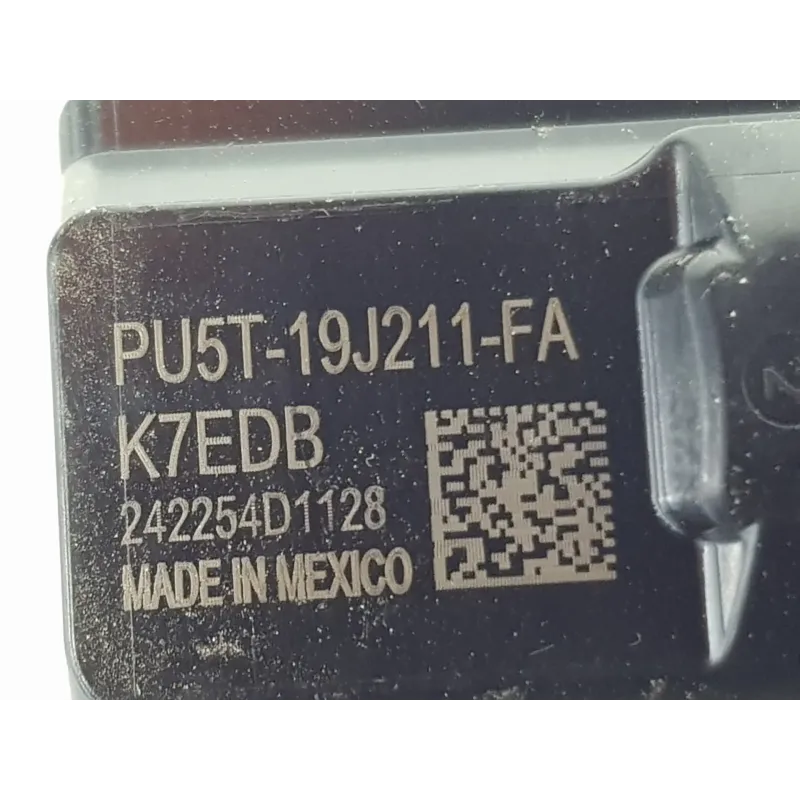 PU5T-19J211-FA
K7EDB
242254D1128
MADE IN MEXICO